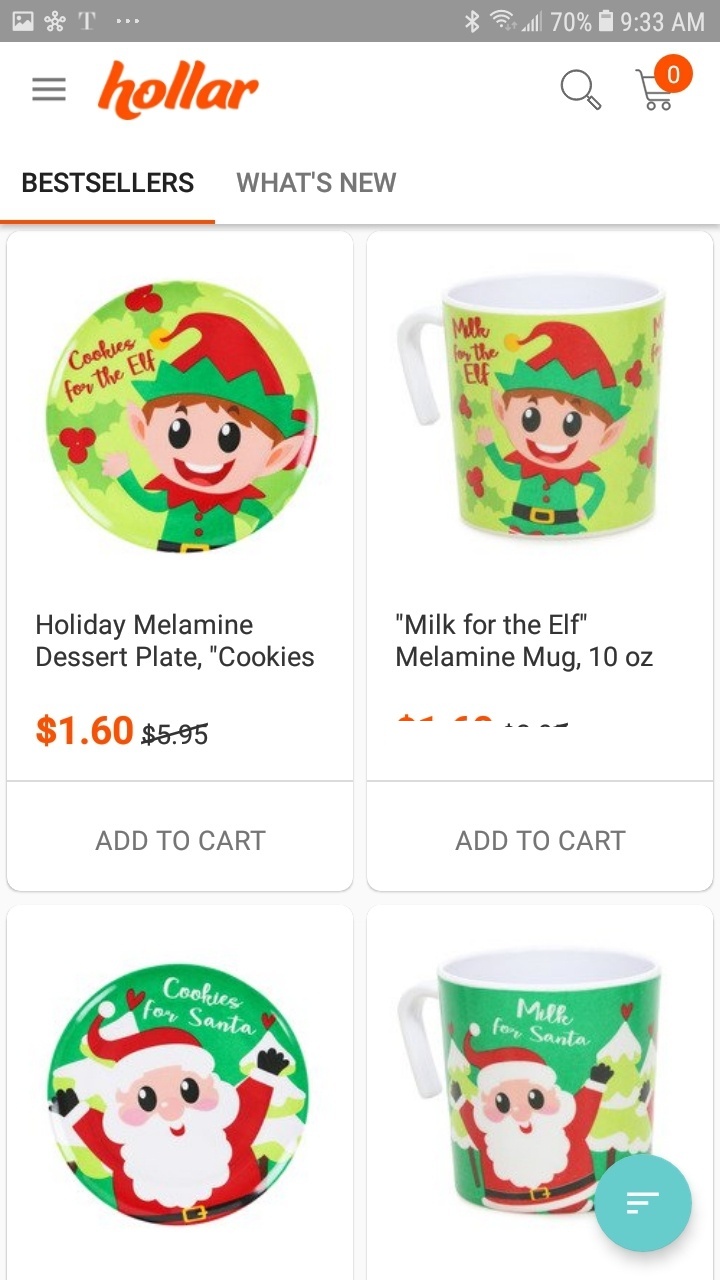 T ... 70% 9:33 AM
hollar
0
BESTSELLERS WHAT'S NEW
Cookies
for the Elf
Milk
for the
Elf
Holiday Melamine
Dessert Plate, "Cookies
$1.60 $5.95
ADD TO CART
"Milk for the Elf"
Melamine Mug, 10 oz
ADD TO CART
Cookies
for Santa
Milk
for Santa